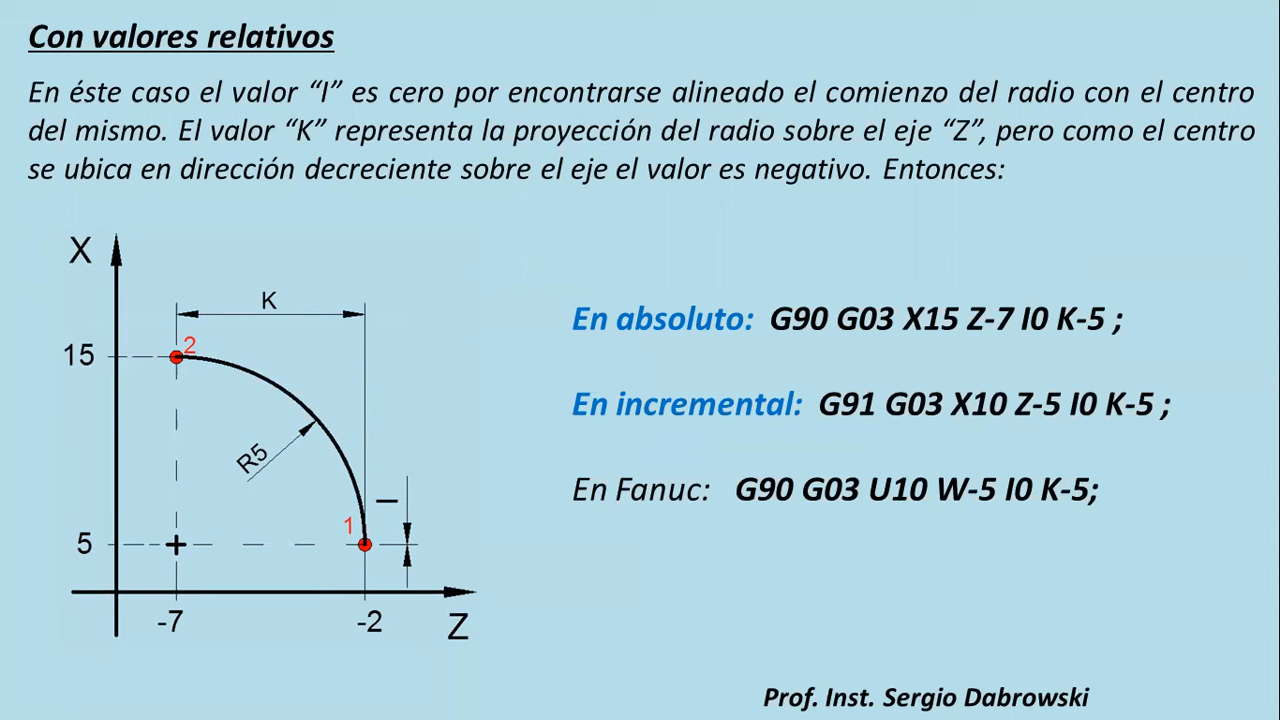 Con valores relativos
En éste caso el valor “I” es cero por encontrarse alineado el comienzo del radio con el centro
del mismo. El valor “K” representa la proyección del radio sobre el eje “Z”, pero como el centro
se ubica en dirección decreciente sobre el eje el valor es negativo. Entonces:
X
K
En absoluto: G90 G03 X15 Z-7 I0 K-5 ;
2
15
En incremental: G91 G03 X10 Z-5 I0 K-5 ;
R5
I
En Fanuc: G90 G03 U10 W-5 I0 K-5;
1
5
-7
-2
Z
Prof. Inst. Sergio Dabrowski